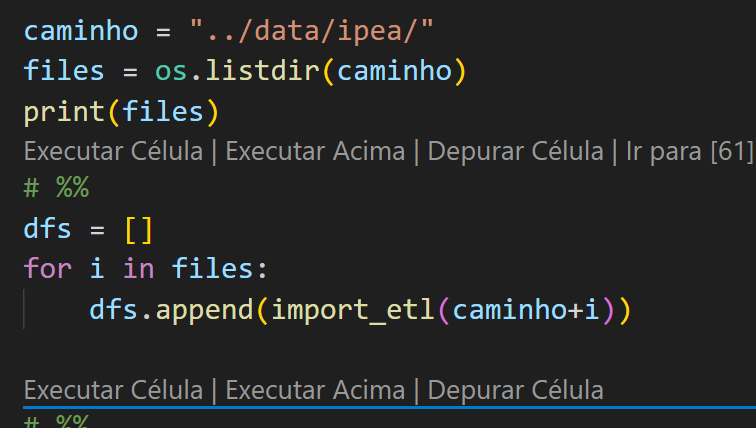 caminho = "../data/ipea/"
files = os.listdir(caminho)
print(files)
Executar Célula | Executar Acima | Depurar Célula | Ir para [61]
# %%
dfs = []
for i in files:
    dfs.append(import_etl(caminho+i))
Executar Célula | Executar Acima | Depurar Célula
# %%